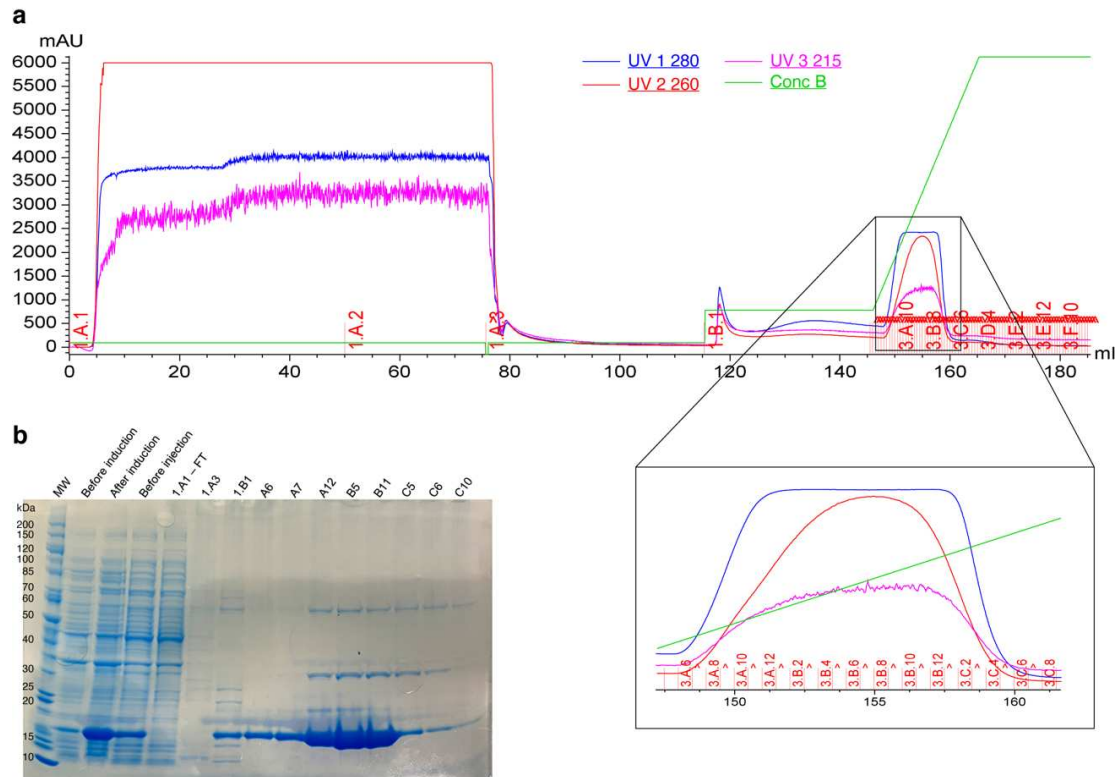 a
mAU
UV 1 280
UV 2 260
UV 3 215
Conc B
6000
5500
5000
4500
4000
3500
3000
2500
2000
1500
1000
500
0
1.A.1
1.A.2
1.A.3
1.B.1
3.A.10
3.B.8
3.C.6
3.D.4
3.E.2
3.E.12
3.F.10
0 20 40 60 80 100 120 140 160 180 ml
b
MW
Before induction
After induction
Before injection
1.A1 – FT
1.A3
1.B1
A6
A7
A12
B5
B11
C5
C6
C10
kDa
200
150
120
100
85
70
60
50
40
30
25
20
15
10
3.A.6 >
3.A.8 >
3.A.10 >
3.A.12 >
3.B.2 >
3.B.4 >
3.B.6 >
3.B.8 >
3.B.10 >
3.B.12 >
3.C.2 >
3.C.4 >
3.C.6 >
3.C.8
150 155 160